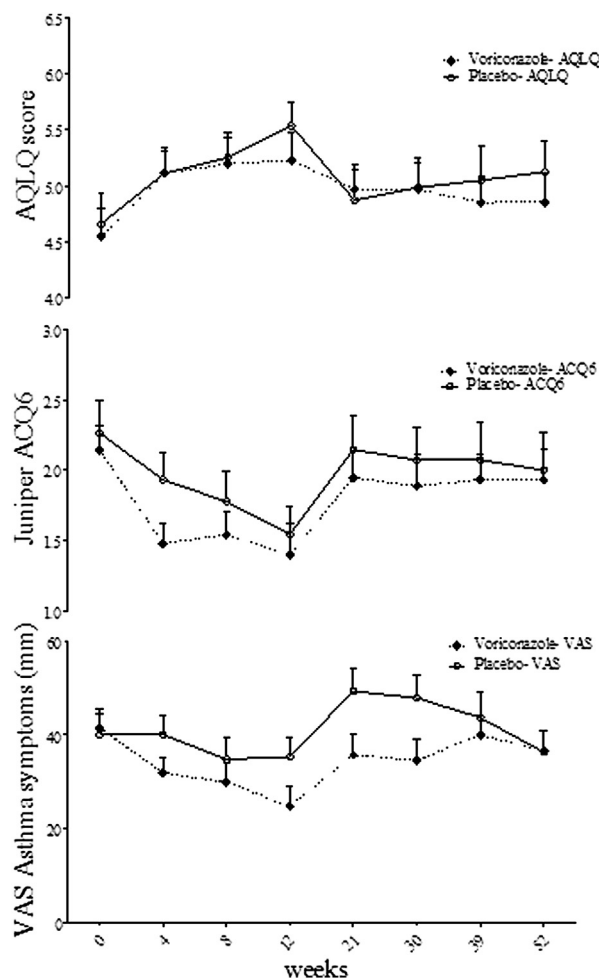 6.5
6.0
5.5
5.0
4.5
4.0
AQLQ score
Voriconazole- AQLQ
Placebo- AQLQ
3.0
2.5
2.0
1.5
1.0
Juniper ACQ6
Voriconazole- ACQ6
Placebo- ACQ6
60
40
20
0
VAS Asthma symptoms (mm)
Voriconazole- VAS
Placebo- VAS
0 4 8 12 21 30 39 52
weeks